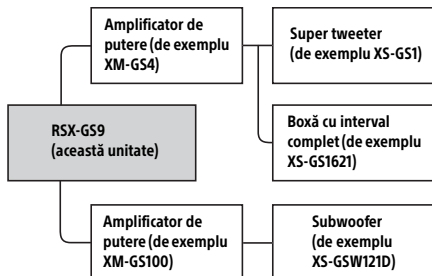 Amplificator de
putere (de exemplu
XM-GS4)
Super tweeter
(de exemplu XS-GS1)
Boxă cu interval
complet (de exemplu
XS-GS1621)
RSX-GS9
(această unitate)
Amplificator de
putere (de exemplu
XM-GS100)
Subwoofer
(de exemplu
XS-GSW121D)